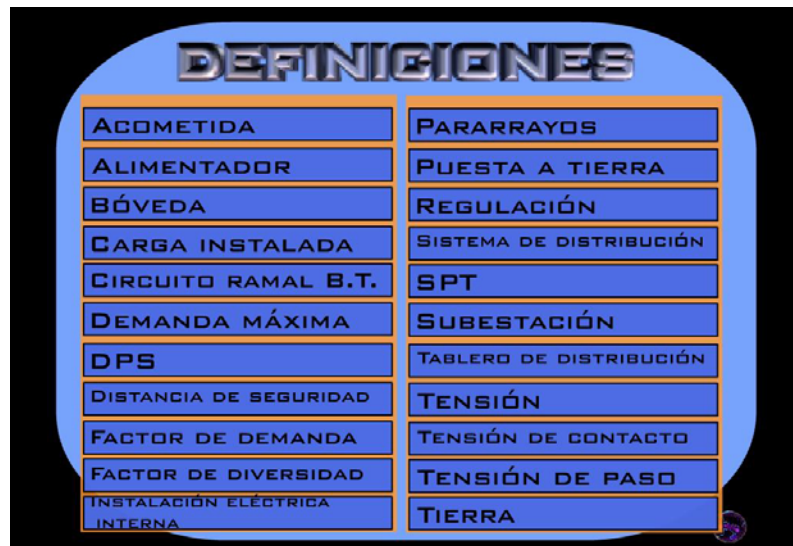 DEFINICIONES
ACOMETIDA
ALIMENTADOR
BÓVEDA
CARGA INSTALADA
CIRCUITO RAMAL B.T.
DEMANDA MÁXIMA
DPS
DISTANCIA DE SEGURIDAD
FACTOR DE DEMANDA
FACTOR DE DIVERSIDAD
INSTALACIÓN ELÉCTRICA
INTERNA
PARARRAYOS
PUESTA A TIERRA
REGULACIÓN
SISTEMA DE DISTRIBUCIÓN
SPT
SUBESTACIÓN
TABLERO DE DISTRIBUCIÓN
TENSIÓN
TENSIÓN DE CONTACTO
TENSIÓN DE PASO
TIERRA